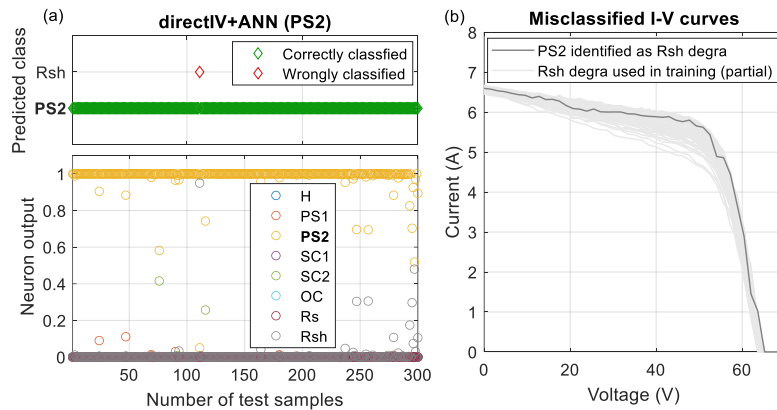 (a)
directIV+ANN (PS2)
Predicted class
Rsh
PS2
Correctly classfied
Wrongly classified
Neuron output
1
0.8
0.6
0.4
0.2
0
H
PS1
PS2
SC1
SC2
OC
Rs
Rsh
50
100
150
200
250
300
Number of test samples
(b)
Misclassified I-V curves
PS2 identified as Rsh degra
Rsh degra used in training (partial)
Current (A)
8
7
6
5
4
3
2
1
0
0
20
40
60
Voltage (V)